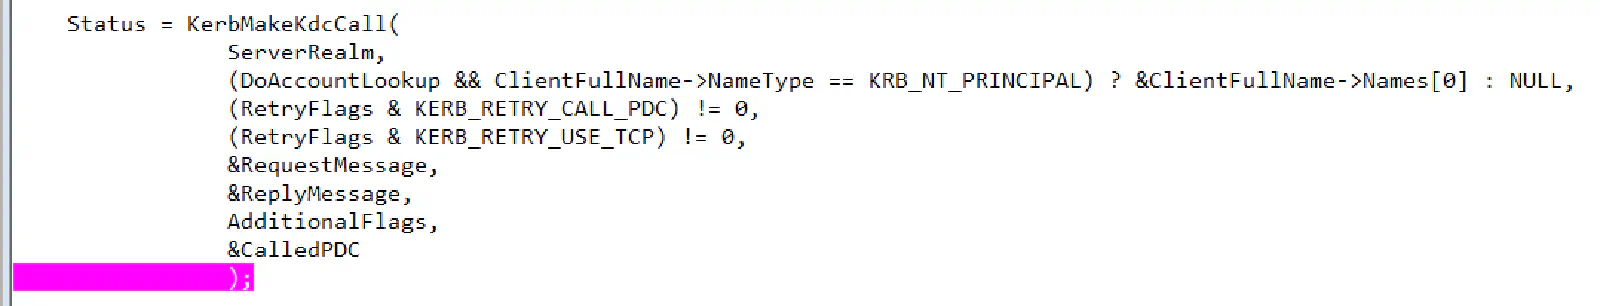 Status = KerbMakeKdcCall(
ServerRealm,
(DoAccountLookup && ClientFullName->NameType == KRB_NT_PRINCIPAL) ? &ClientFullName->Names[0] : NULL,
(RetryFlags & KERB_RETRY_CALL_PDC) != 0,
(RetryFlags & KERB_RETRY_USE_TCP) != 0,
&RequestMessage,
&ReplyMessage,
AdditionalFlags,
&CalledPDC
);